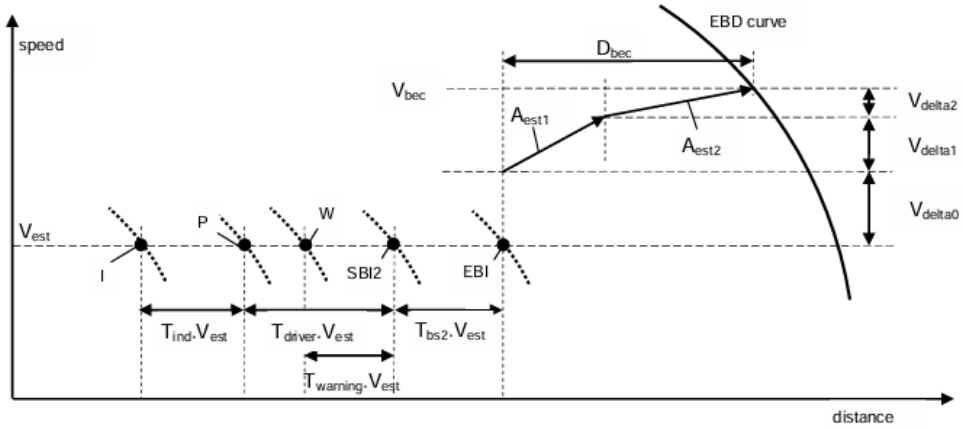 EBD curve
speed
D_bec
V_bec
V_delta2
A_est1
A_est2
V_delta1
V_delta0
V_est
P
W
I
SBI2
EBI
T_ind.V_est
T_driver.V_est
T_bs2.V_est
T_warning.V_est
distance